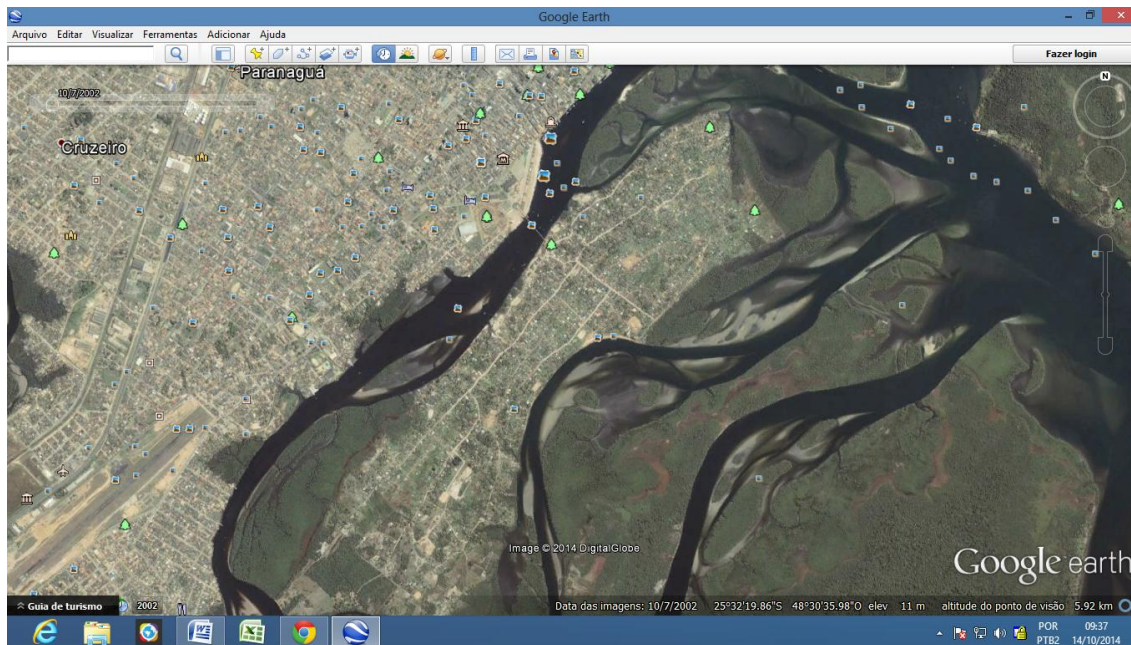 Google Earth
Arquivo Editar Visualizar Ferramentas Adicionar Ajuda
Fazer login
Paranaguá
10/7/2002
N
Cruzeiro
Image © 2014 DigitalGlobe
Google earth
Guia de turismo 2002 Data das imagens: 10/7/2002 25°32'19.86"S 48°30'35.98"O elev 11 m altitude do ponto de visão 5.92 km
POR 09:37
PTB2 14/10/2014